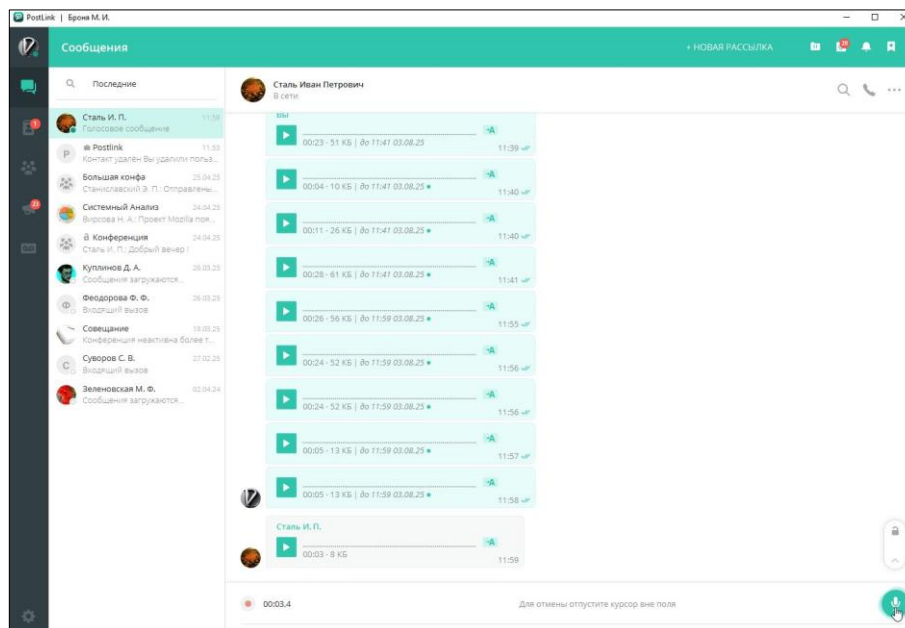 PostLink | Броня М. И.
Сообщения
+ НОВАЯ РАССЫЛКА
28
Последние
Сталь Иван Петрович
В сети
Сталь И. П. 11:59
Голосовое сообщение
Postlink 11:33
Контакт удалён Вы удалили польз...
Большая конфа 25.04.25
Станиславский Э. П.: Отправлены...
Системный Анализ 24.04.25
Вирсова Н. А.: Проект Mozilla поя...
Конференция 24.04.25
Сталь И. П.: Добрый вечер !
Куплинов Д. А. 26.03.25
Сообщения загружаются...
Феодорова Ф. Ф. 26.03.25
Входящий вызов
Совещание 18.03.25
Конференция неактивна более т...
Суворов С. В. 27.02.25
Входящий вызов
Зеленовская М. Ф. 02.04.24
Сообщения загружаются...
1
23
P
Ф
С
Вы
00:23 - 51 КБ | до 11:41 03.08.25
А
11:39
00:04 - 10 КБ | до 11:41 03.08.25
А
11:40
00:11 - 26 КБ | до 11:41 03.08.25
А
11:40
00:28 - 61 КБ | до 11:41 03.08.25
А
11:41
00:26 - 56 КБ | до 11:59 03.08.25
А
11:55
00:24 - 52 КБ | до 11:59 03.08.25
А
11:56
00:24 - 52 КБ | до 11:59 03.08.25
А
11:56
00:05 - 13 КБ | до 11:59 03.08.25
А
11:57
00:05 - 13 КБ | до 11:59 03.08.25
А
11:58
Сталь И. П.
00:03 - 8 КБ
А
11:59
00:03,4
Для отмены отпустите курсор вне поля